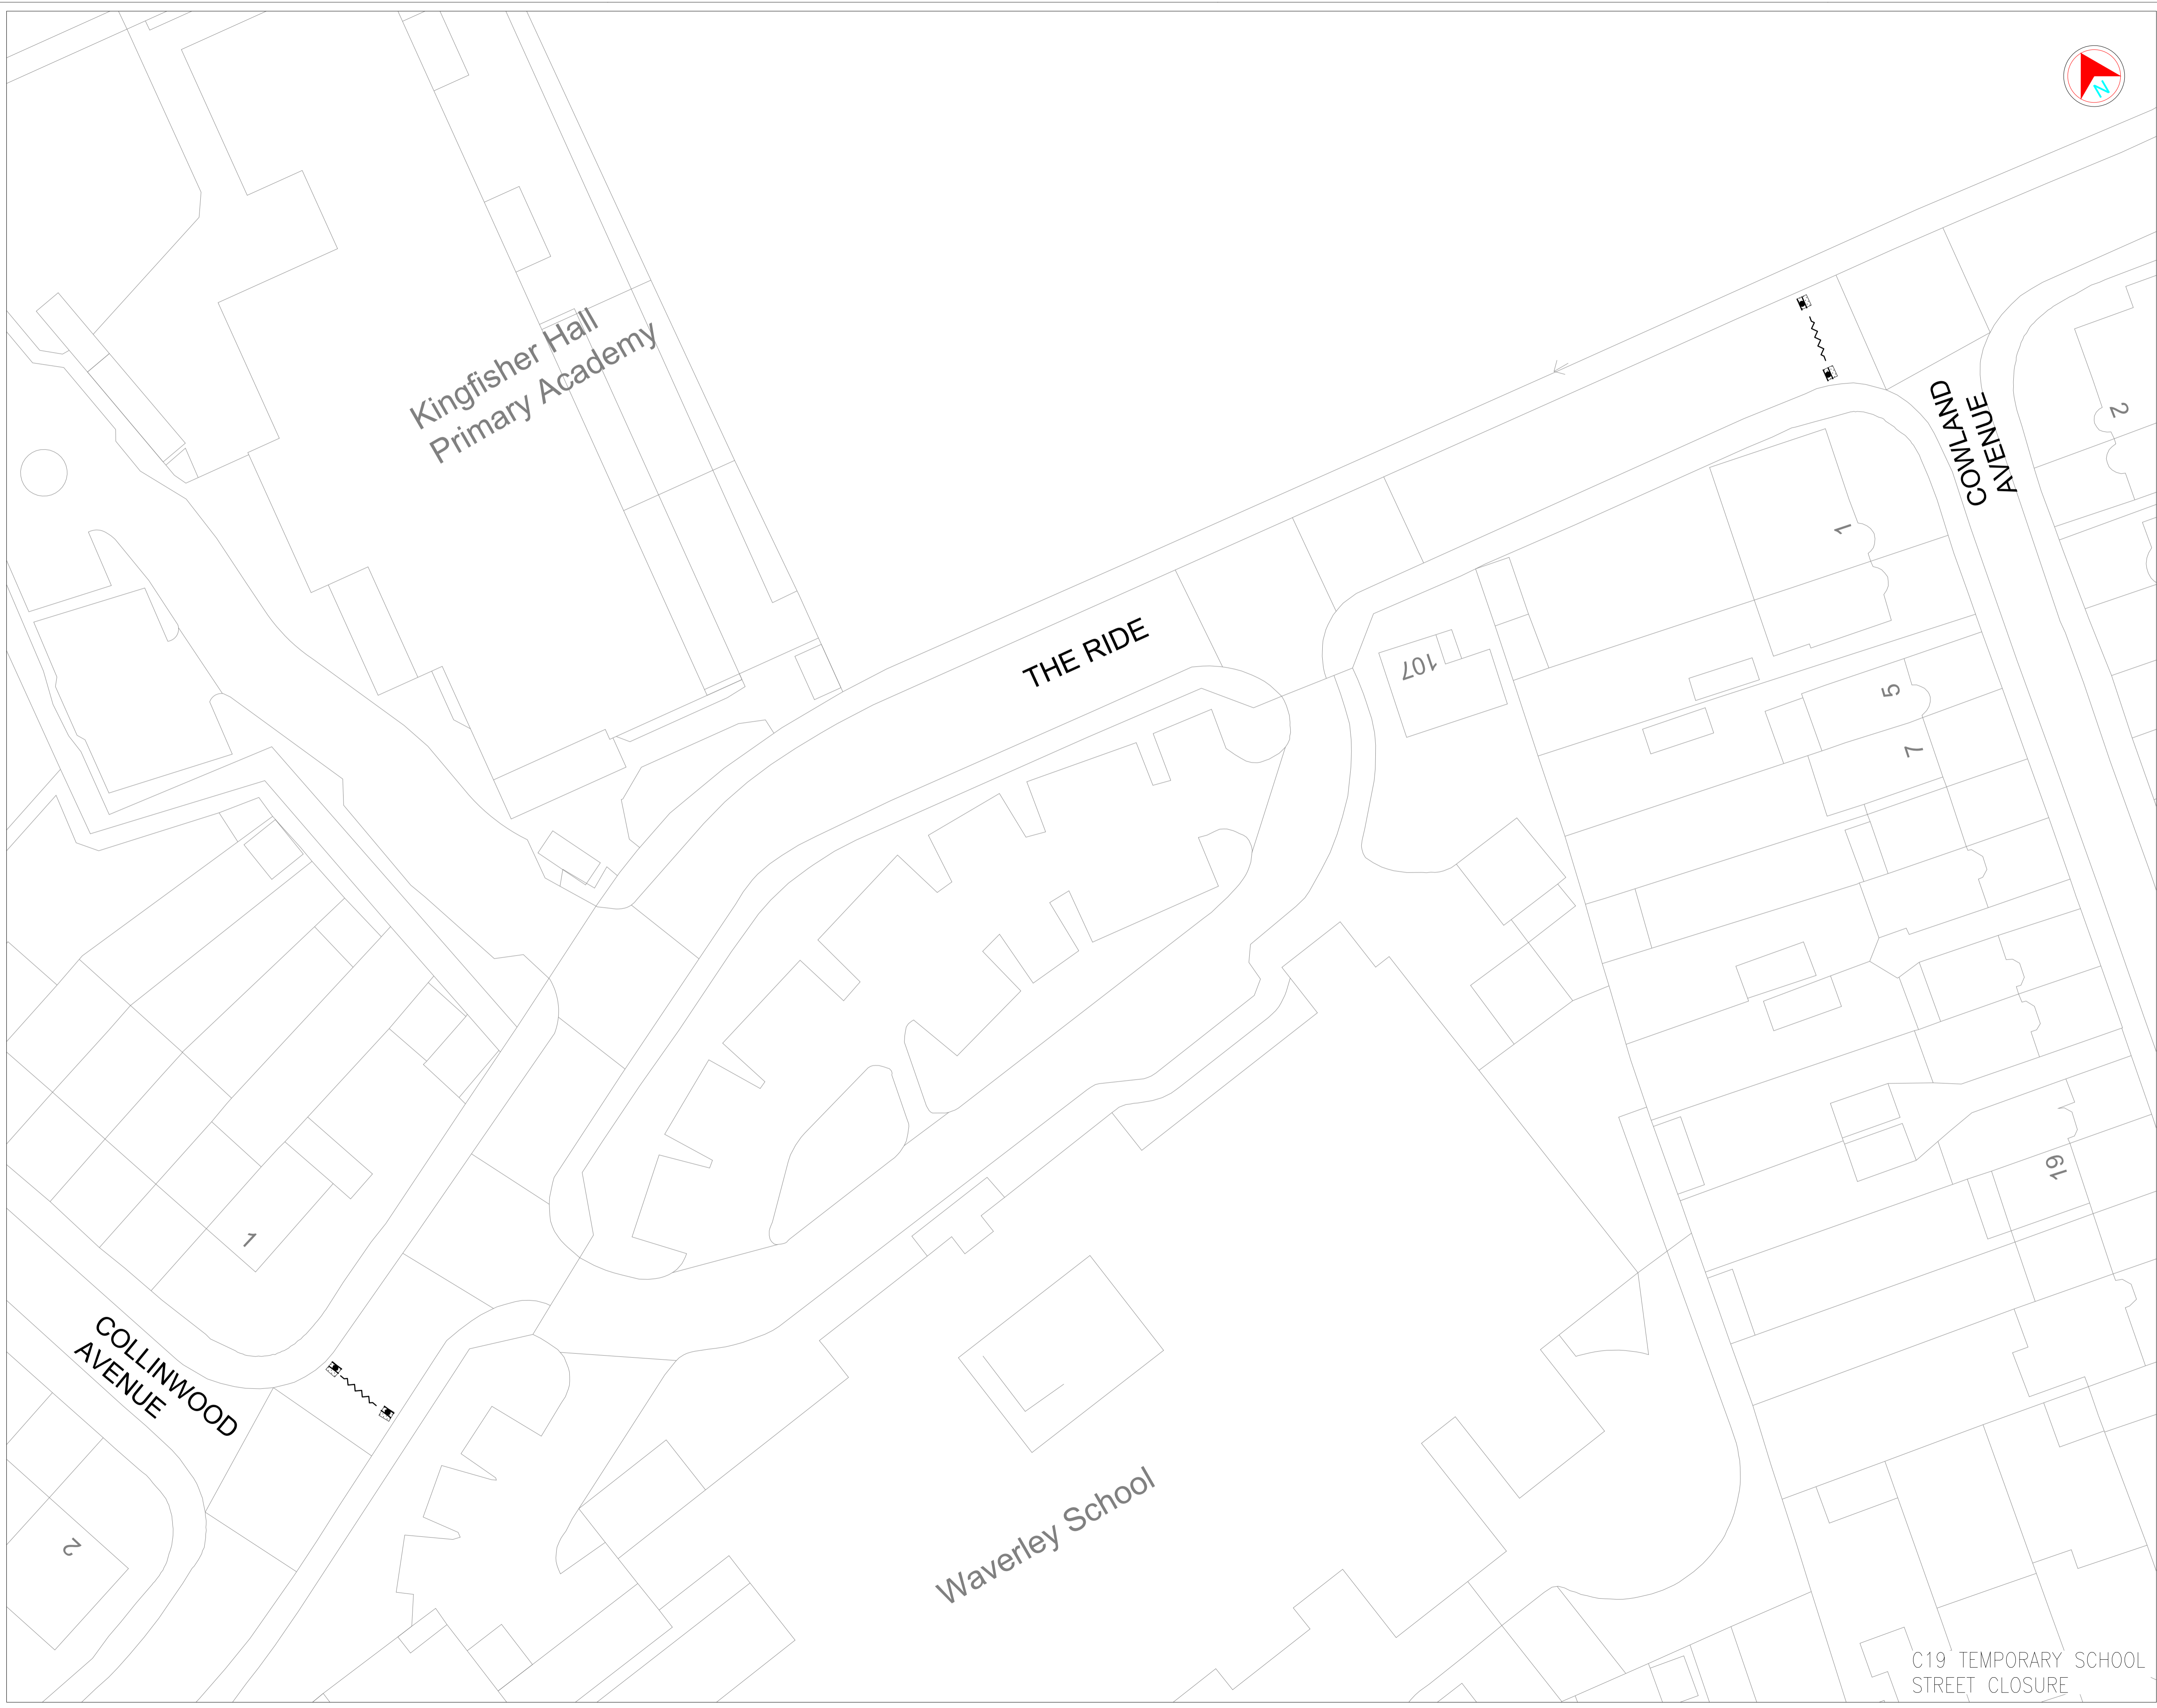 N
Kingfisher Hall
Primary Academy
COWLAND
AVENUE
2
1
THE RIDE
107
5
7
19
1
COLLINWOOD
AVENUE
2
Waverley School
C19 TEMPORARY SCHOOL
STREET CLOSURE